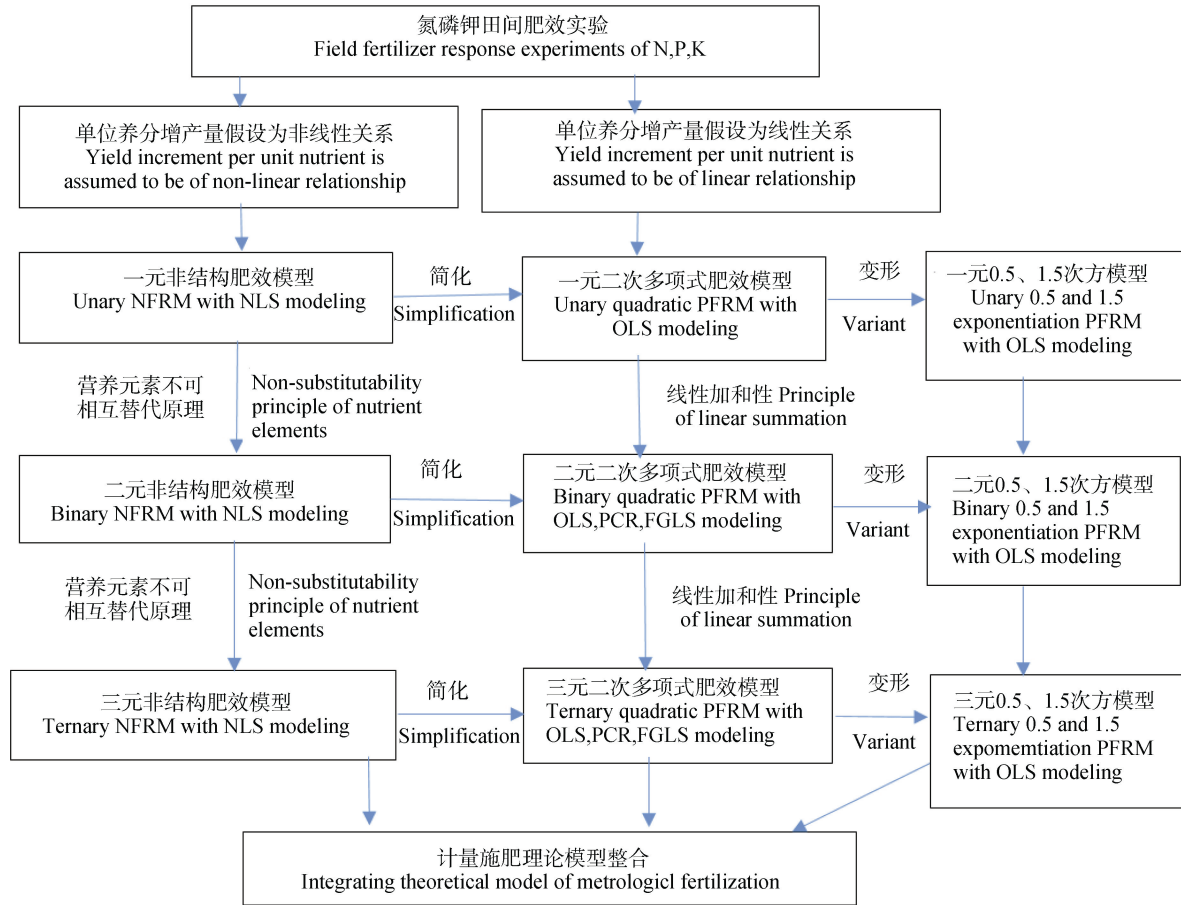 氮磷钾田间肥效实验
Field fertilizer response experiments of N,P,K
单位养分增产量假设为非线性关系
Yield increment per unit nutrient is
assumed to be of non-linear relationship
单位养分增产量假设为线性关系
Yield increment per unit nutrient is
assumed to be of linear relationship
一元非结构肥效模型
Unary NFRM with NLS modeling
简化
Simplification
一元二次多项式肥效模型
Unary quadratic PFRM with
OLS modeling
变形
Variant
一元0.5、1.5次方模型
Unary 0.5 and 1.5
exponentiation PFRM
with OLS modeling
营养元素不可
相互替代原理
Non-substitutability
principle of nutrient
elements
线性加和性 Principle
of linear summation
二元非结构肥效模型
Binary NFRM with NLS modeling
简化
Simplification
二元二次多项式肥效模型
Binary quadratic PFRM with
OLS,PCR,FGLS modeling
变形
Variant
二元0.5、1.5次方模型
Binary 0.5 and 1.5
exponentiation PFRM
with OLS modeling
营养元素不可
相互替代原理
Non-substitutability
principle of nutrient
elements
线性加和性 Principle
of linear summation
三元非结构肥效模型
Ternary NFRM with NLS modeling
简化
Simplification
三元二次多项式肥效模型
Ternary quadratic PFRM with
OLS,PCR,FGLS modeling
变形
Variant
三元0.5、1.5次方模型
Ternary 0.5 and 1.5
expomemtiation PFRM
with OLS modeling
计量施肥理论模型整合
Integrating theoretical model of metrologicl fertilization